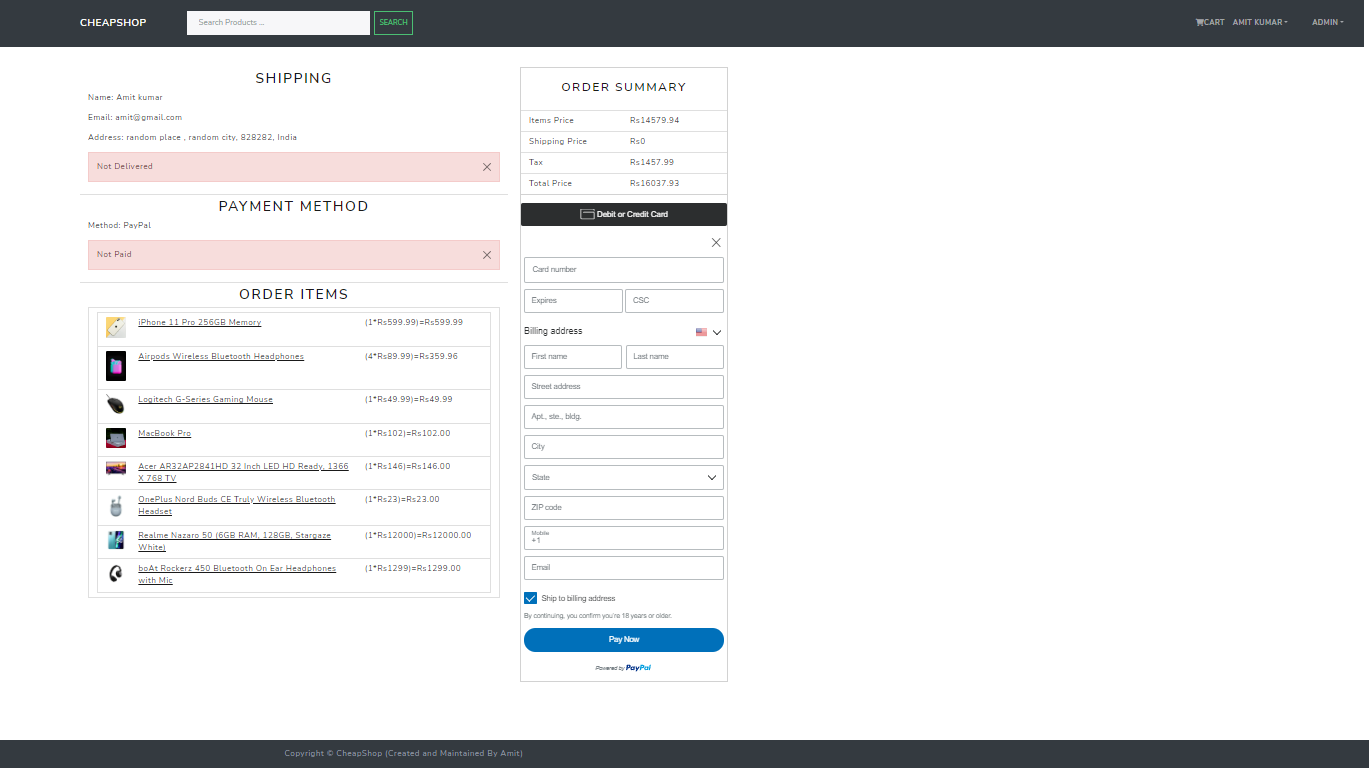 CHEAPSHOP
Search Products ...
SEARCH
CART
AMIT KUMAR
ADMIN
SHIPPING
Name: Amit kumar
Email: amit@gmail.com
Address: random place , random city, 828282, India
Not Delivered
PAYMENT METHOD
Method: PayPal
Not Paid
ORDER ITEMS
iPhone 11 Pro 256GB Memory
(1*Rs599.99)=Rs599.99
Airpods Wireless Bluetooth Headphones
(4*Rs89.99)=Rs359.96
Logitech G-Series Gaming Mouse
(1*Rs49.99)=Rs49.99
MacBook Pro
(1*Rs102)=Rs102.00
Acer AR32AP2841HD 32 Inch LED HD Ready, 1366
X 768 TV
(1*Rs146)=Rs146.00
OnePlus Nord Buds CE Truly Wireless Bluetooth
Headset
(1*Rs23)=Rs23.00
Realme Nazaro 50 (6GB RAM, 128GB, Stargaze
White)
(1*Rs12000)=Rs12000.00
boAt Rockerz 450 Bluetooth On Ear Headphones
with Mic
(1*Rs1299)=Rs1299.00
ORDER SUMMARY
Items Price
Rs14579.94
Shipping Price
Rs0
Tax
Rs1457.99
Total Price
Rs16037.93
Debit or Credit Card
Card number
Expires
CSC
Billing address
First name
Last name
Street address
Apt., ste., bldg.
City
State
ZIP code
Mobile
+1
Email
Ship to billing address
By continuing, you confirm you're 18 years or older.
Pay Now
Powered by PayPal
Copyright © CheapShop (Created and Maintained By Amit)